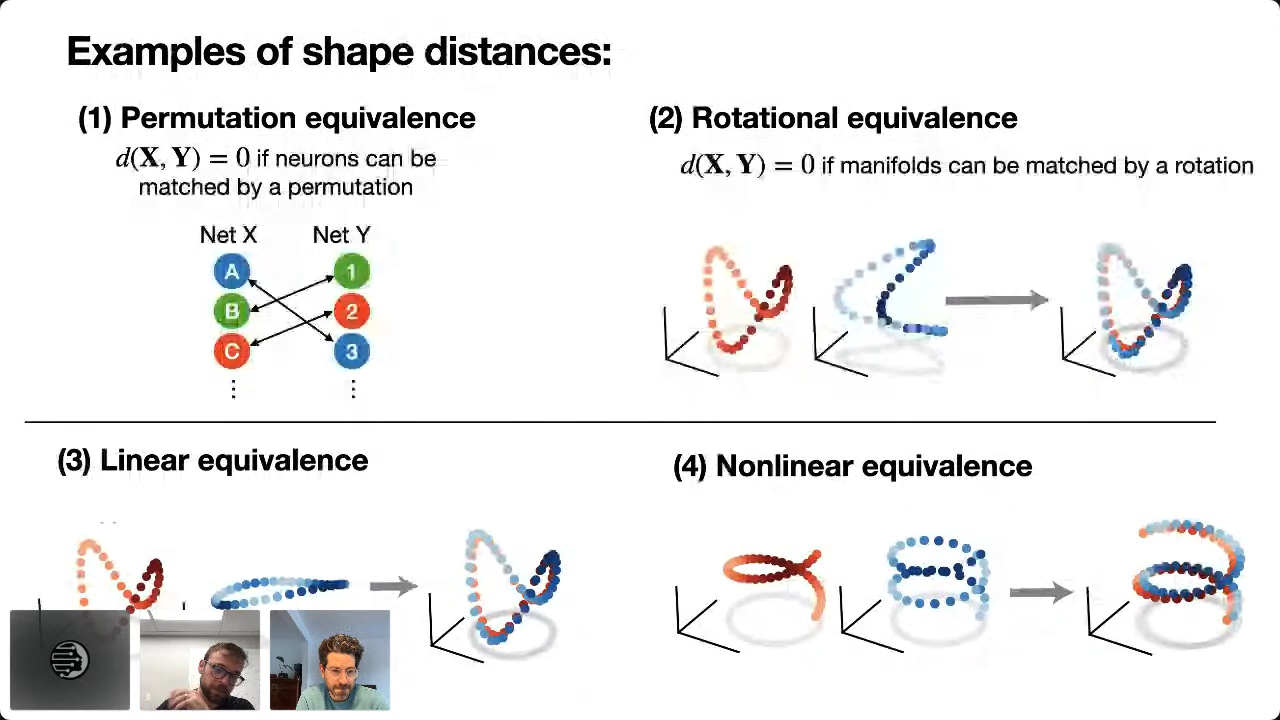 Examples of shape distances:
(1) Permutation equivalence
d(X, Y) = 0 if neurons can be
matched by a permutation
Net X Net Y
A 1
B 2
C 3
⋮ ⋮
(2) Rotational equivalence
d(X, Y) = 0 if manifolds can be matched by a rotation
(3) Linear equivalence
(4) Nonlinear equivalence